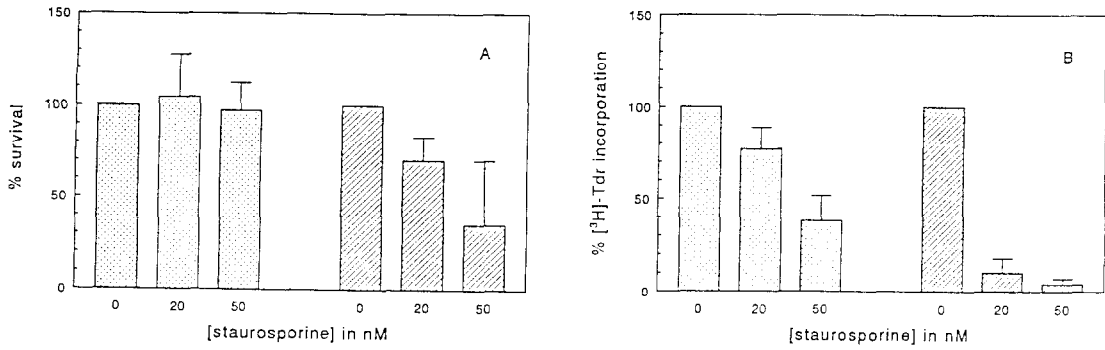 150
100
50
0
% survival
A
0 20 50 0 20 50
[staurosporine] in nM
150
100
50
0
% [³H]-Tdr incorporation
B
0 20 50 0 20 50
[staurosporine] in nM